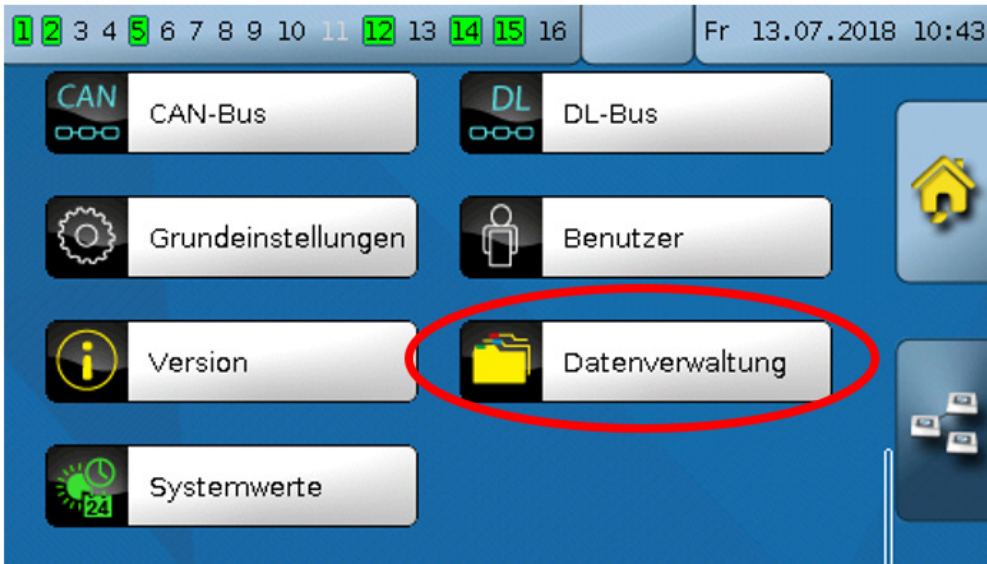 1 2 3 4 5 6 7 8 9 10 11 12 13 14 15 16 Fr 13.07.2018 10:43
CAN CAN-Bus DL DL-Bus
Grundeinstellungen Benutzer
Version Datenverwaltung
24 Systemwerte